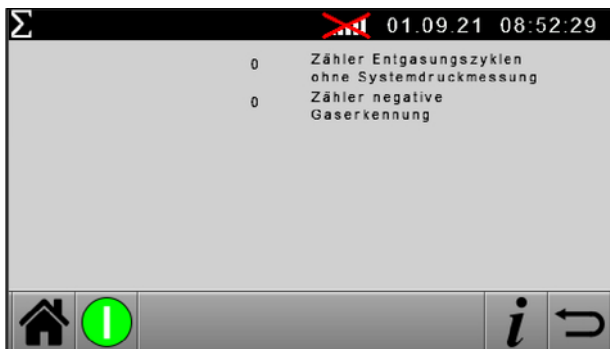 Σ 01.09.21 08:52:29
0 Zähler Entgasungszyklen
ohne Systemdruckmessung
0 Zähler negative
Gaserkennung
i